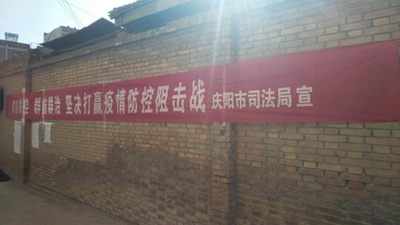 群防群治 坚决打赢疫情防控阻击战 庆阳市司法局 宣